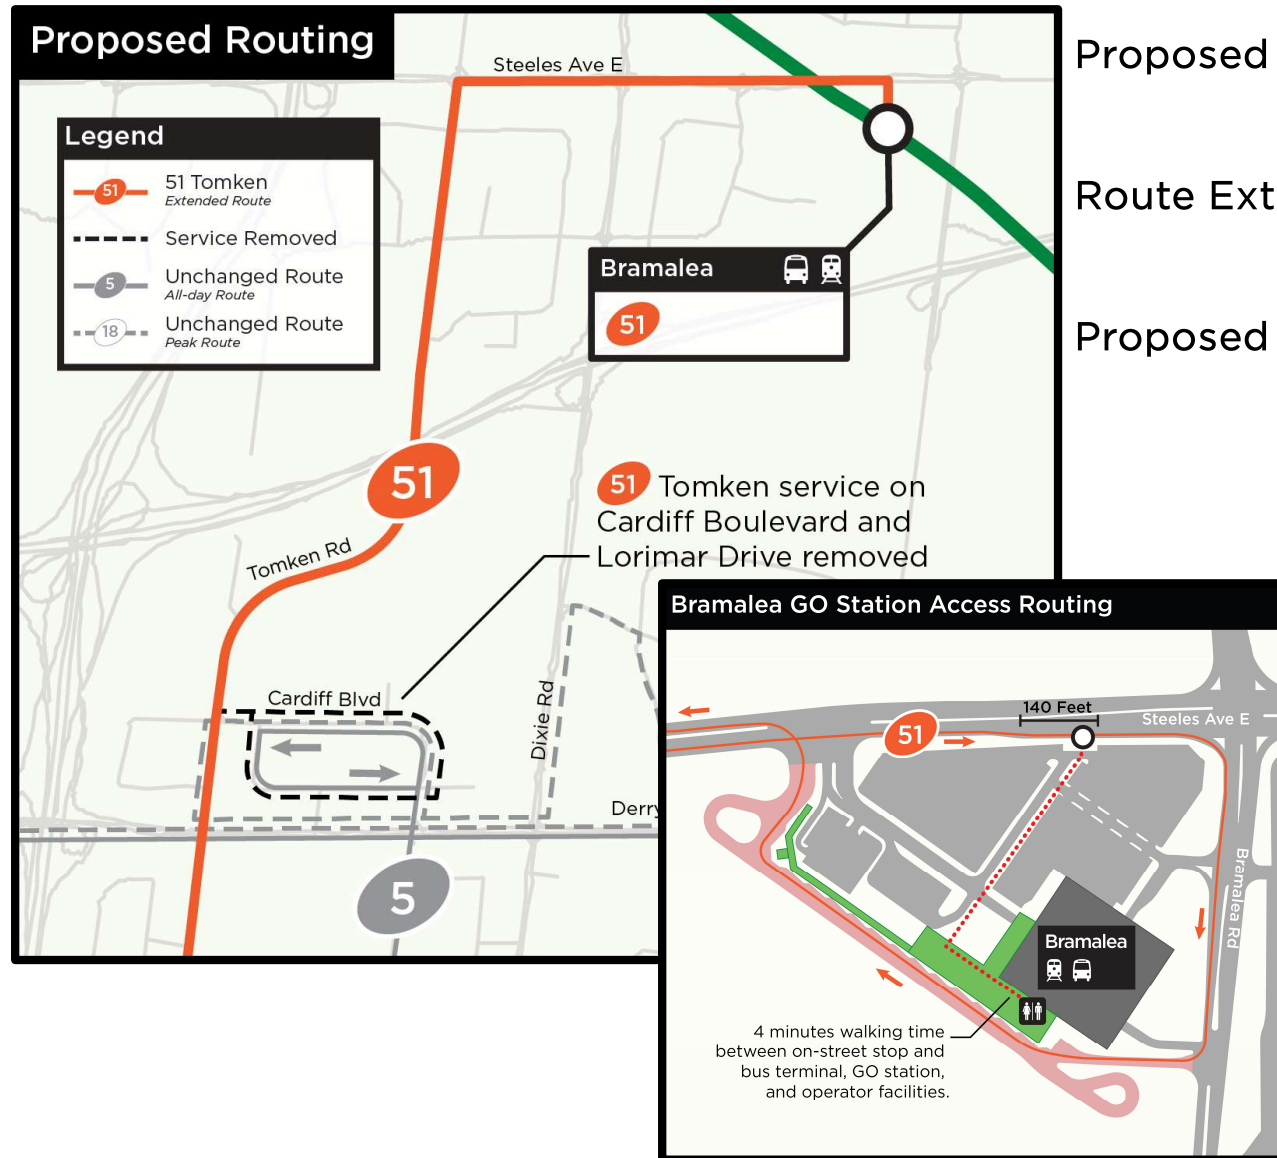 Proposed Routing
Steeles Ave E
Legend
51
51 Tomken
Extended Route
Service Removed
5
Unchanged Route
All-day Route
18
Unchanged Route
Peak Route
Bramalea
51
51
51 Tomken service on
Cardiff Boulevard and
Lorimar Drive removed
Tomken Rd
Cardiff Blvd
Dixie Rd
Derry
5
Proposed
Route Ext
Proposed
Bramalea GO Station Access Routing
140 Feet
Steeles Ave E
51
Bramalea Rd
Bramalea
4 minutes walking time
between on-street stop and
bus terminal, GO station,
and operator facilities.